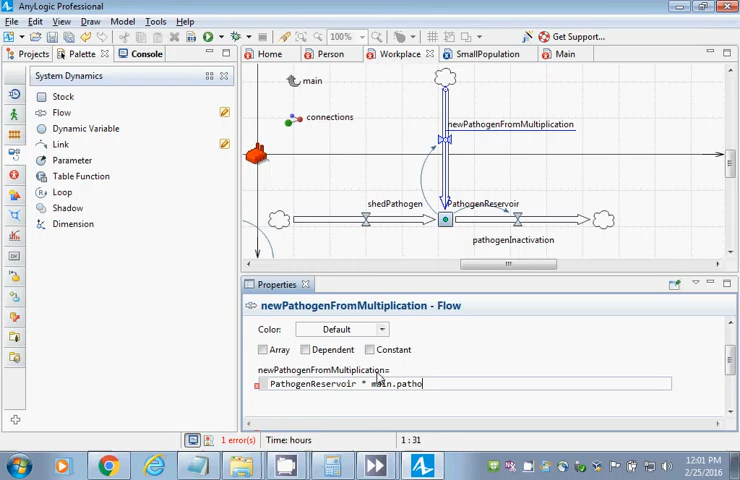 AnyLogic Professional
File Edit View Draw Model Tools Help
100% Get Support...
Projects Palette Console
Home Person Workplace SmallPopulation Main
System Dynamics
Stock
Flow
Dynamic Variable
Link
Parameter
Table Function
Loop
Shadow
Dimension
main
connections
newPathogenFromMultiplication
shedPathogen
PathogenReservoir
pathogenInactivation
Properties
newPathogenFromMultiplication - Flow
Color: Default
Array Dependent Constant
newPathogenFromMultiplication=
PathogenReservoir * main.patho
1 error(s) Time: hours 1 : 31
12:01 PM
2/25/2016